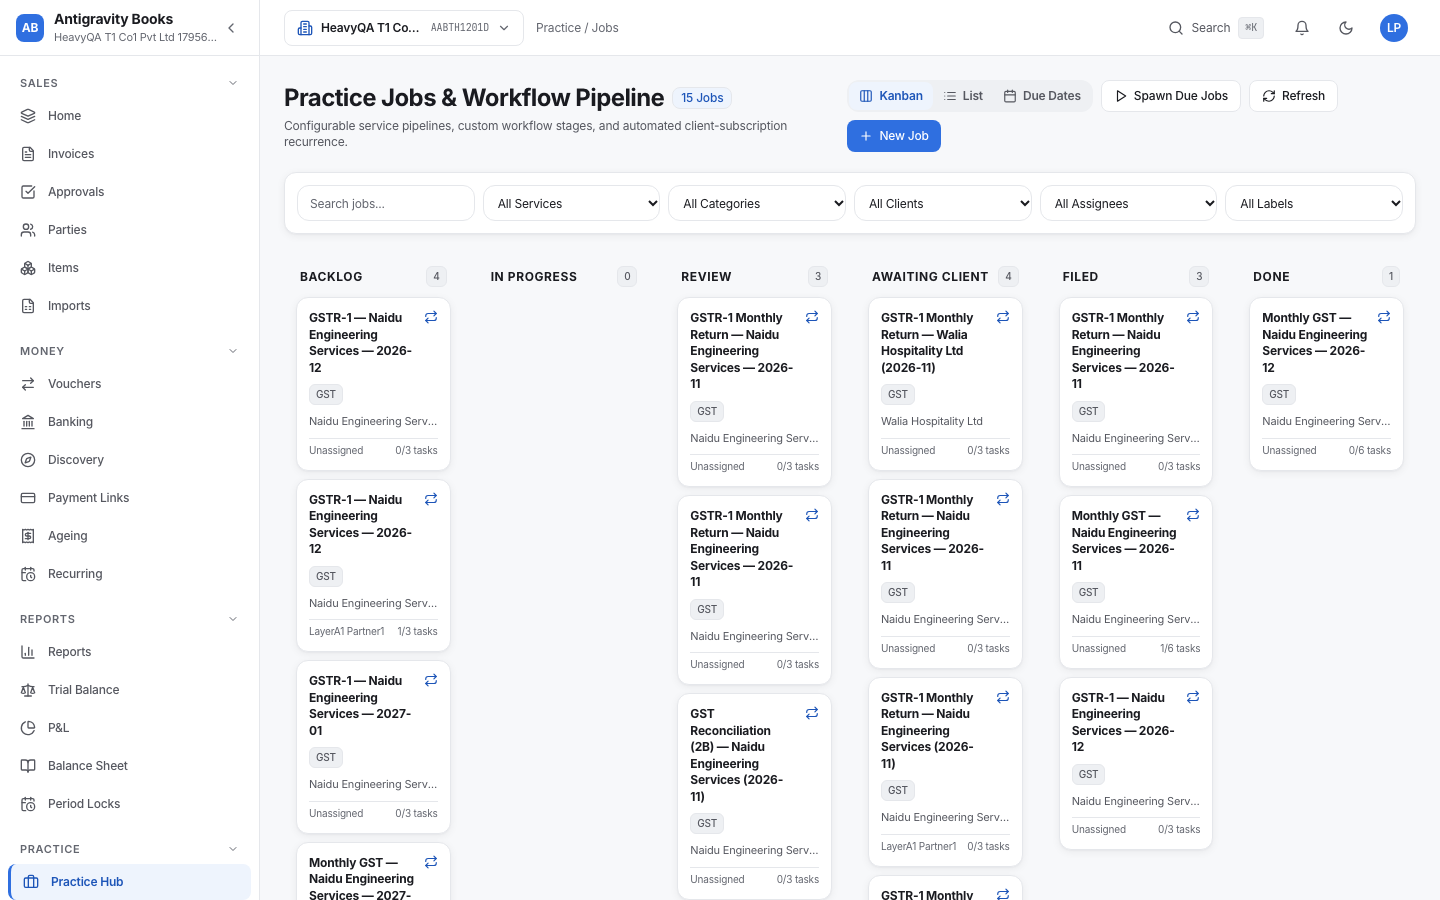 AB
Antigravity Books
HeavyQA T1 Co1 Pvt Ltd 17956...
SALES
Home
Invoices
Approvals
Parties
Items
Imports
MONEY
Vouchers
Banking
Discovery
Payment Links
Ageing
Recurring
REPORTS
Reports
Trial Balance
P&L
Balance Sheet
Period Locks
PRACTICE
Practice Hub
HeavyQA T1 Co... AABTH1201D
Practice / Jobs
Search ⌘K
LP
Practice Jobs & Workflow Pipeline 15 Jobs
Configurable service pipelines, custom workflow stages, and automated client-subscription
recurrence.
Kanban List Due Dates Spawn Due Jobs Refresh
New Job
Search jobs... All Services All Categories All Clients All Assignees All Labels
BACKLOG 4
GSTR-1 — Naidu
Engineering
Services — 2026-
12
GST
Naidu Engineering Serv...
Unassigned 0/3 tasks
GSTR-1 — Naidu
Engineering
Services — 2026-
12
GST
Naidu Engineering Serv...
LayerA1 Partner1 1/3 tasks
GSTR-1 — Naidu
Engineering
Services — 2027-
01
GST
Naidu Engineering Serv...
Unassigned 0/3 tasks
Monthly GST —
Naidu Engineering
Services — 2027-
IN PROGRESS 0
REVIEW 3
GSTR-1 Monthly
Return — Naidu
Engineering
Services — 2026-
11
GST
Naidu Engineering Serv...
Unassigned 0/3 tasks
GSTR-1 Monthly
Return — Naidu
Engineering
Services — 2026-
11
GST
Naidu Engineering Serv...
Unassigned 0/3 tasks
GST
Reconciliation
(2B) — Naidu
Engineering
Services (2026-
11)
GST
Naidu Engineering Serv...
Unassigned 0/3 tasks
AWAITING CLIENT 4
GSTR-1 Monthly
Return — Walia
Hospitality Ltd
(2026-11)
GST
Walia Hospitality Ltd
Unassigned 0/3 tasks
GSTR-1 Monthly
Return — Naidu
Engineering
Services — 2026-
11
GST
Naidu Engineering Serv...
Unassigned 0/3 tasks
GSTR-1 Monthly
Return — Naidu
Engineering
Services (2026-
11)
GST
Naidu Engineering Serv...
LayerA1 Partner1 0/3 tasks
GSTR-1 Monthly
FILED 3
GSTR-1 Monthly
Return — Naidu
Engineering
Services — 2026-
11
GST
Naidu Engineering Serv...
Unassigned 0/3 tasks
Monthly GST —
Naidu Engineering
Services — 2026-
11
GST
Naidu Engineering Serv...
Unassigned 1/6 tasks
GSTR-1 — Naidu
Engineering
Services — 2026-
12
GST
Naidu Engineering Serv...
Unassigned 0/3 tasks
DONE 1
Monthly GST —
Naidu Engineering
Services — 2026-
12
GST
Naidu Engineering Serv...
Unassigned 0/6 tasks